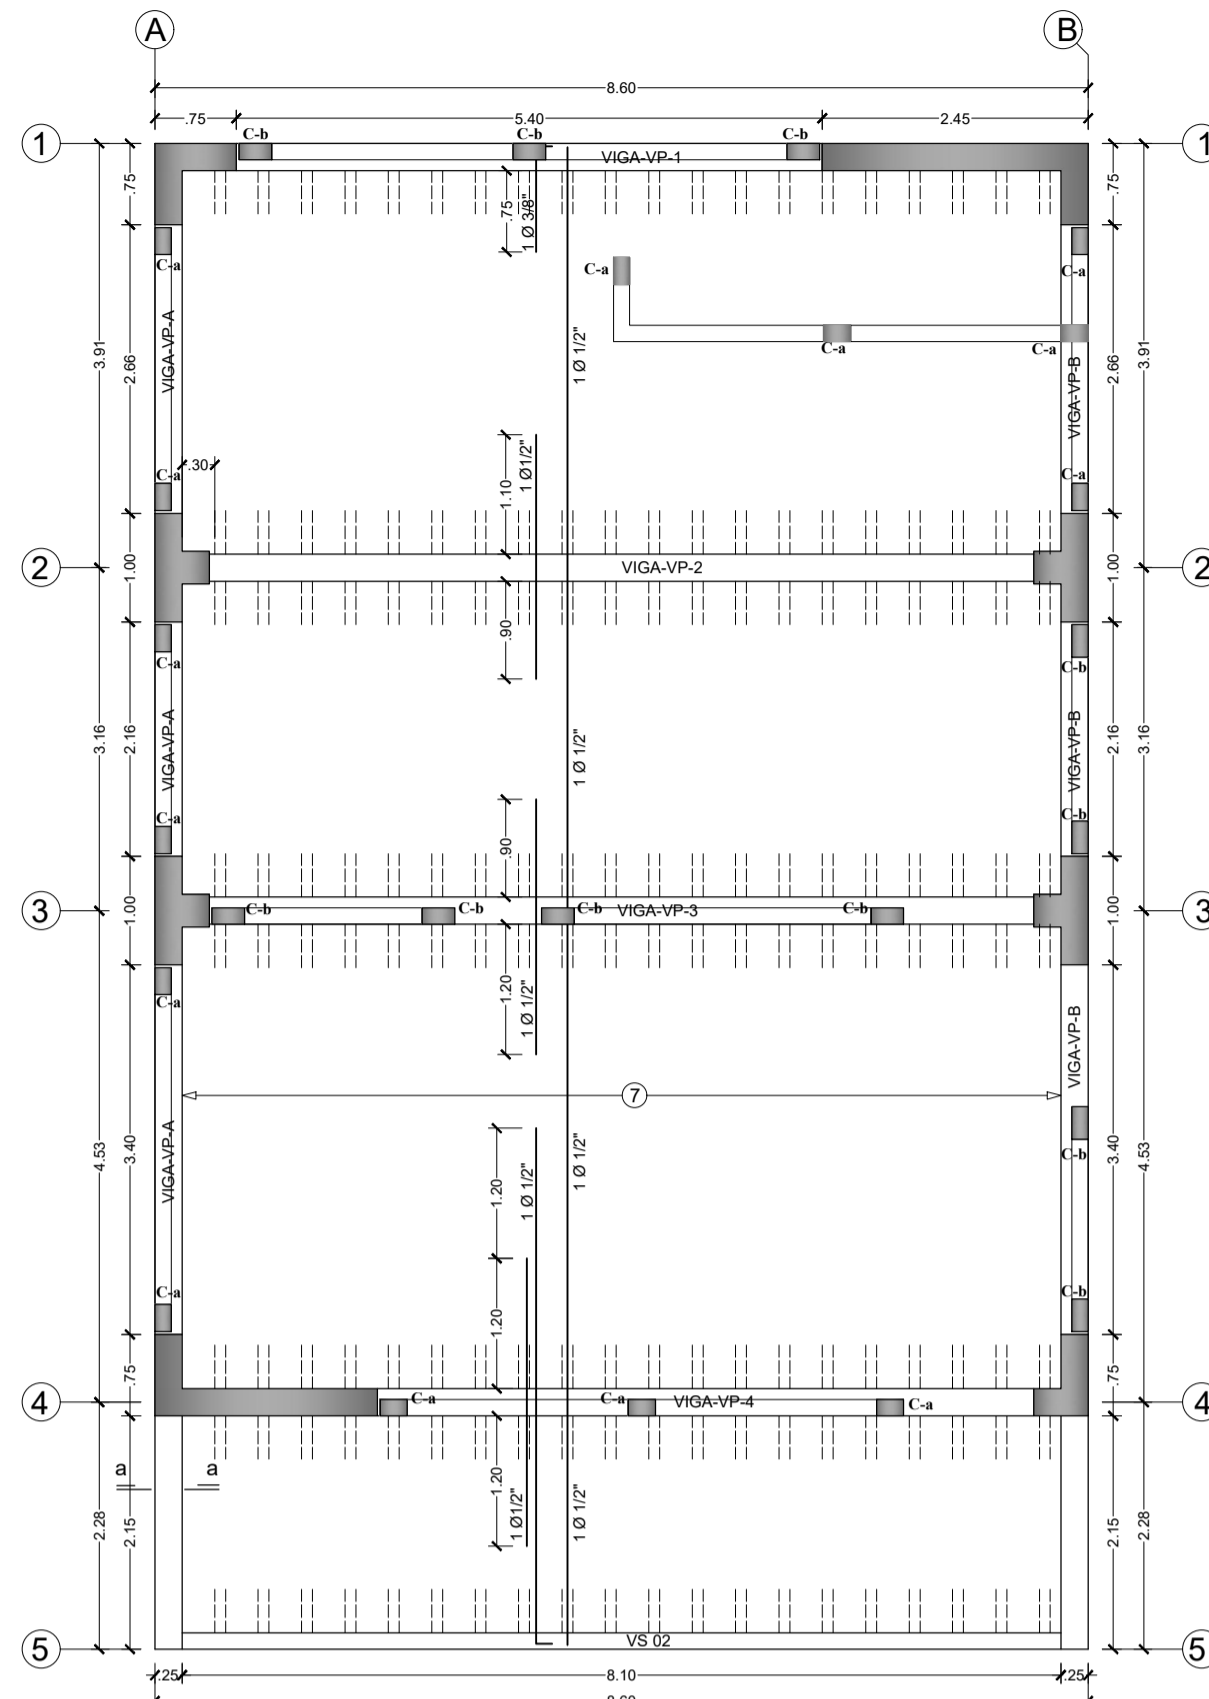 A B
8.60
.75 5.40 2.45
C-b C-b C-b
1 VIGA-VP-1 1
.75 .75 .75
1 Ø 3/8"
C-a C-a C-a
C-a C-a
VIGA-VP-A
3.91 2.66 1 Ø 1/2" VIGA-VP-B 2.66 3.91
.30
C-a 1.10 1 Ø1/2" C-a
2 1.00 VIGA-VP-2 1.00 2
.90
C-a C-b
3.16 2.16 VIGA-VP-A 1 Ø 1/2" VIGA-VP-B 2.16 3.16
C-a .90 C-b
3 1.00 C-b C-b C-b VIGA-VP-3 C-b 1.00 3
C-a 1.20 1 Ø 1/2" VIGA-VP-B
7
4.53 3.40 VIGA-VP-A 1.20 1 Ø 1/2" 1 Ø 1/2" C-b 3.40 4.53
C-a 1.20 C-b
.75 .75
4 C-a C-a VIGA-VP-4 C-a 4
a a
2.28 2.15 1.20 1 Ø1/2" 1 Ø 1/2" 2.15 2.28
5 VS 02 5
.25 8.10 .25
8.60